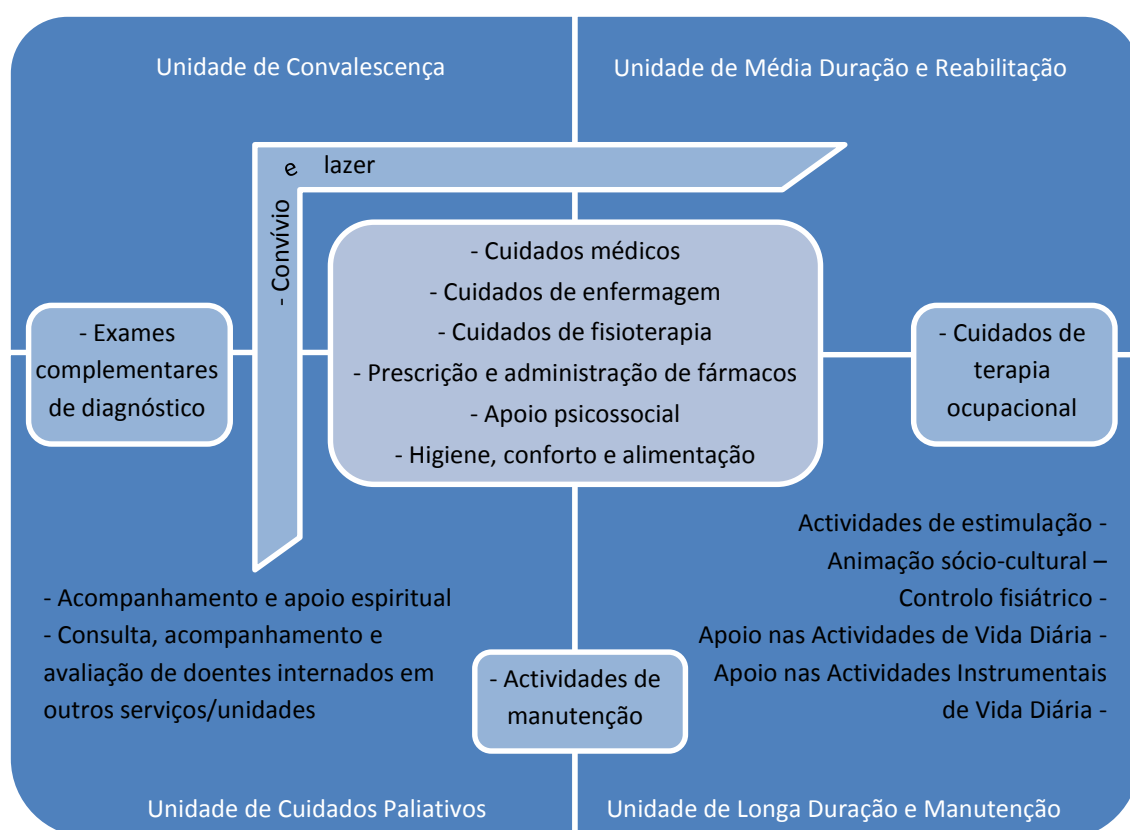 Unidade de Convalescença
Unidade de Média Duração e Reabilitação
- Convívio e lazer
- Cuidados médicos
- Cuidados de enfermagem
- Cuidados de fisioterapia
- Prescrição e administração de fármacos
- Apoio psicossocial
- Higiene, conforto e alimentação
- Exames
complementares
de diagnóstico
- Cuidados de
terapia
ocupacional
- Acompanhamento e apoio espiritual
- Consulta, acompanhamento e
avaliação de doentes internados em
outros serviços/unidades
Actividades de estimulação -
Animação sócio-cultural –
Controlo fisiátrico -
Apoio nas Actividades de Vida Diária -
Apoio nas Actividades Instrumentais
de Vida Diária -
- Actividades de
manutenção
Unidade de Cuidados Paliativos
Unidade de Longa Duração e Manutenção